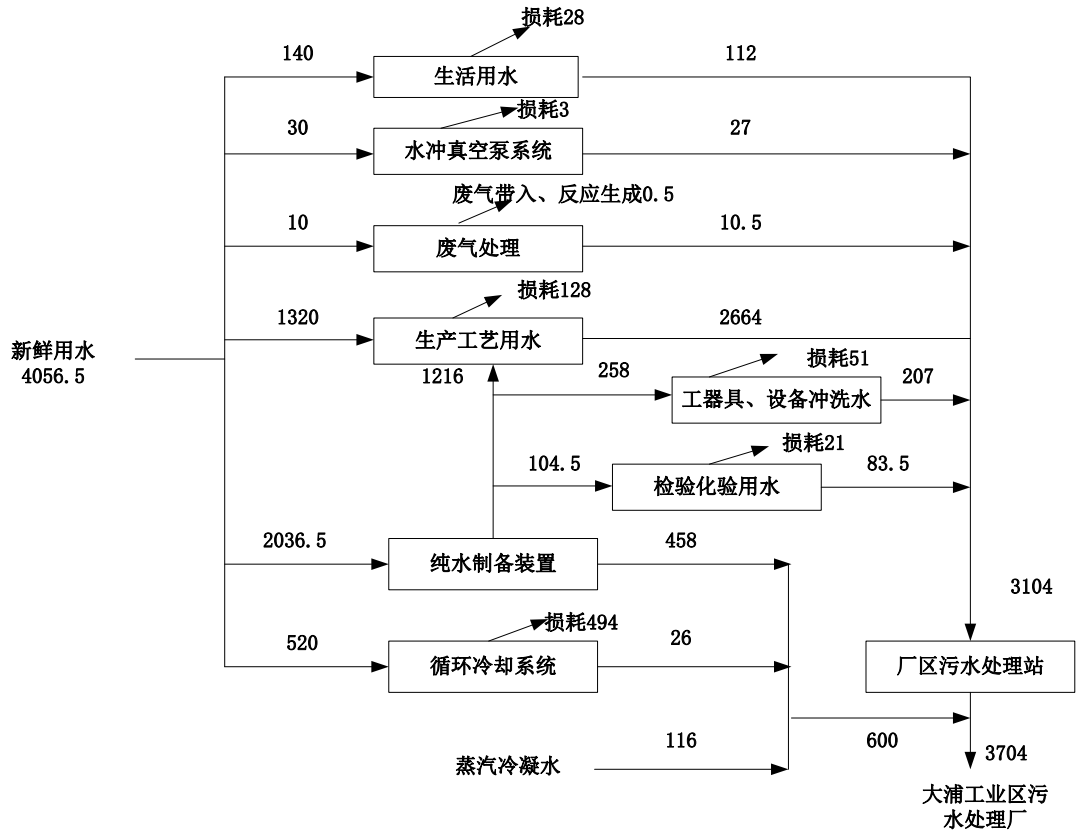 损耗28
140
生活用水
112
损耗3
30
水冲真空泵系统
27
废气带入、反应生成0.5
10
废气处理
10.5
损耗128
1320
生产工艺用水
2664
新鲜用水
4056.5
1216
258
损耗51
工器具、设备冲洗水
207
损耗21
104.5
检验化验用水
83.5
2036.5
纯水制备装置
458
3104
损耗494
520
循环冷却系统
26
厂区污水处理站
116
蒸汽冷凝水
600
3704
大浦工业区污
水处理厂